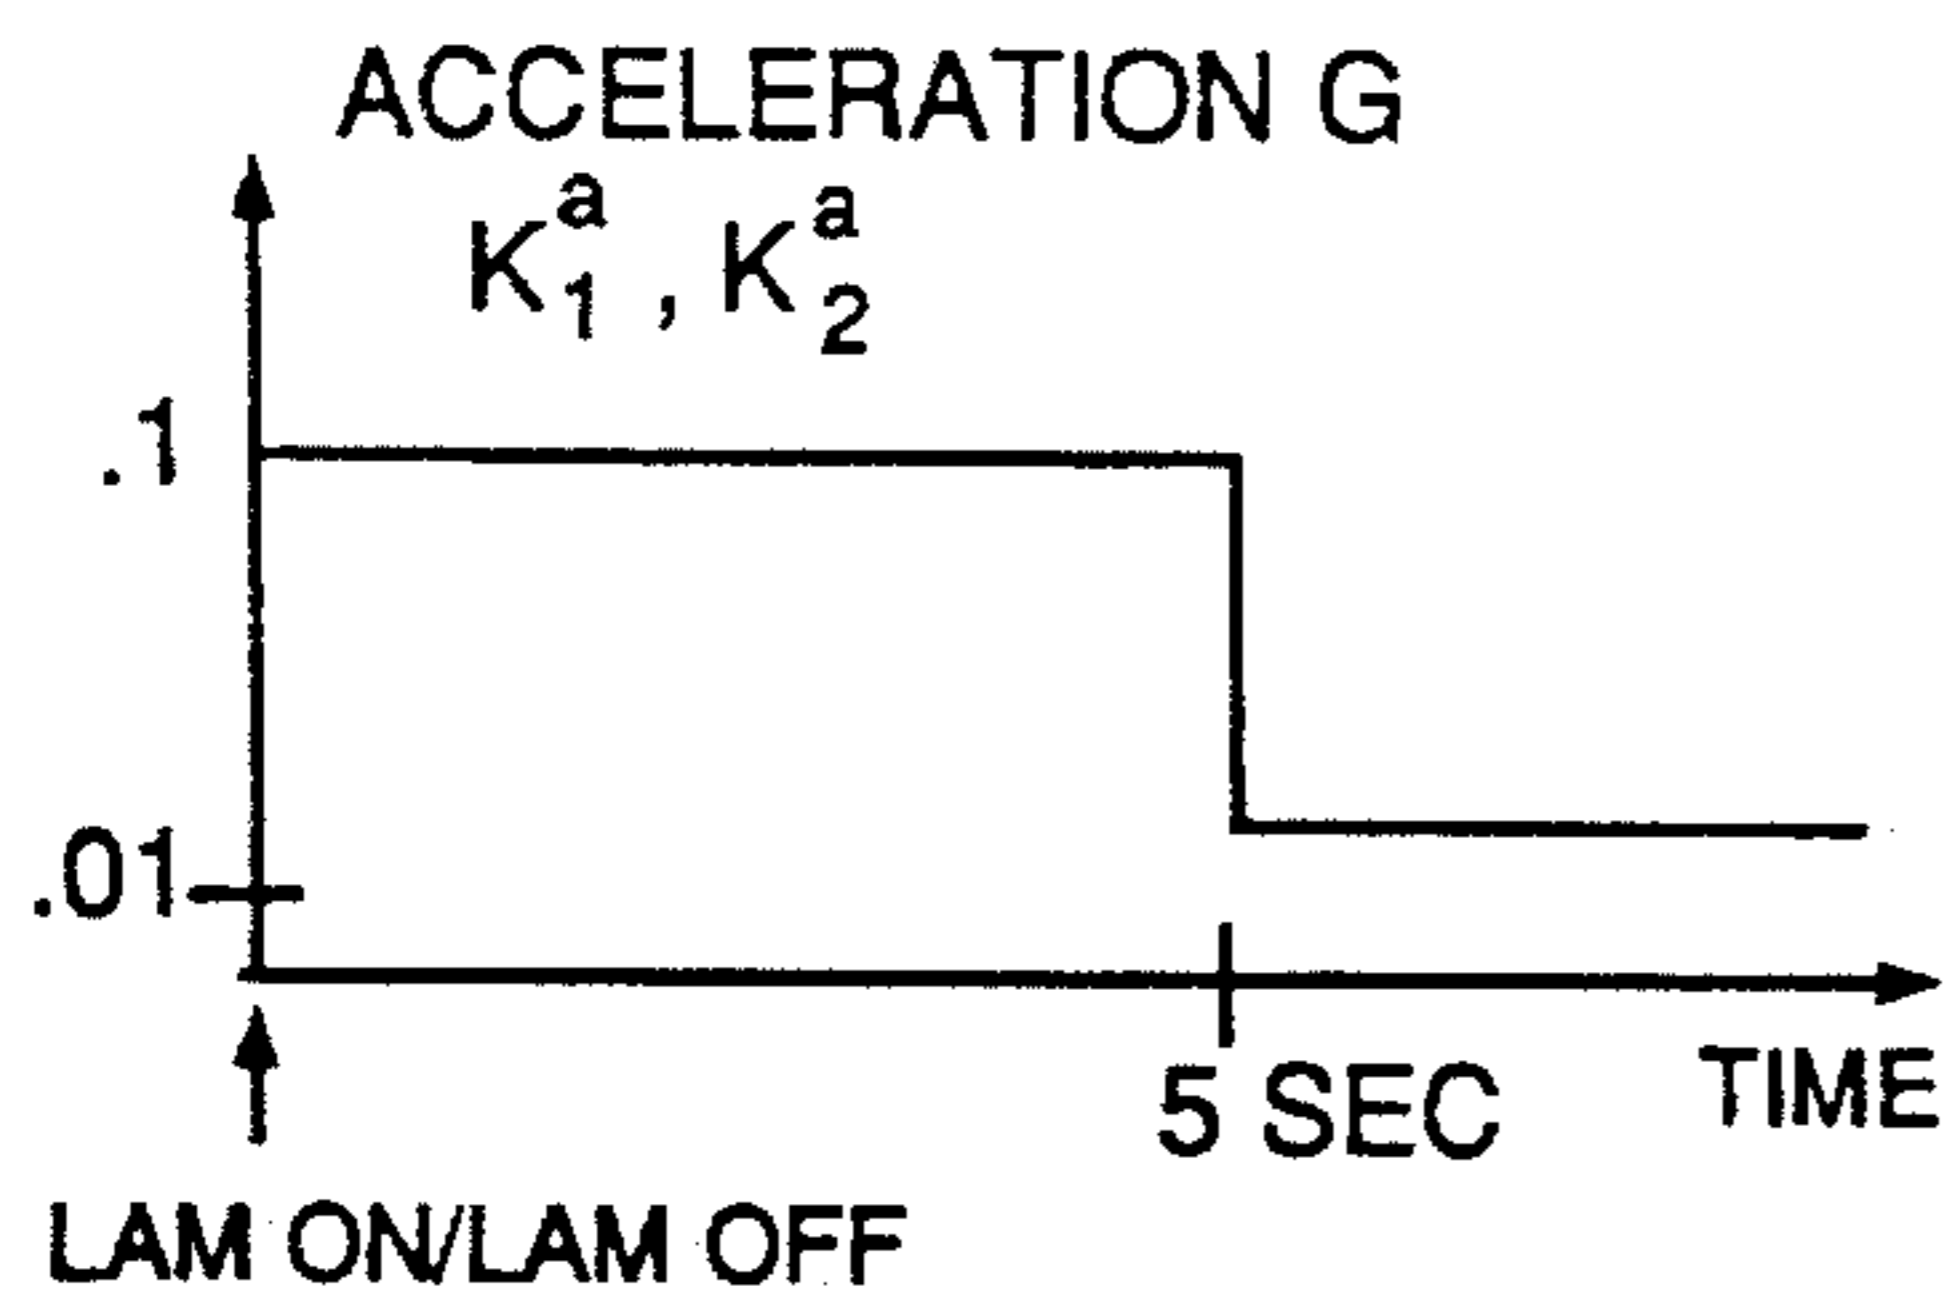 ACCELERATION G
K₁ᵃ , K₂ᵃ
.1
.01
5 SEC
TIME
LAM ON/LAM OFF